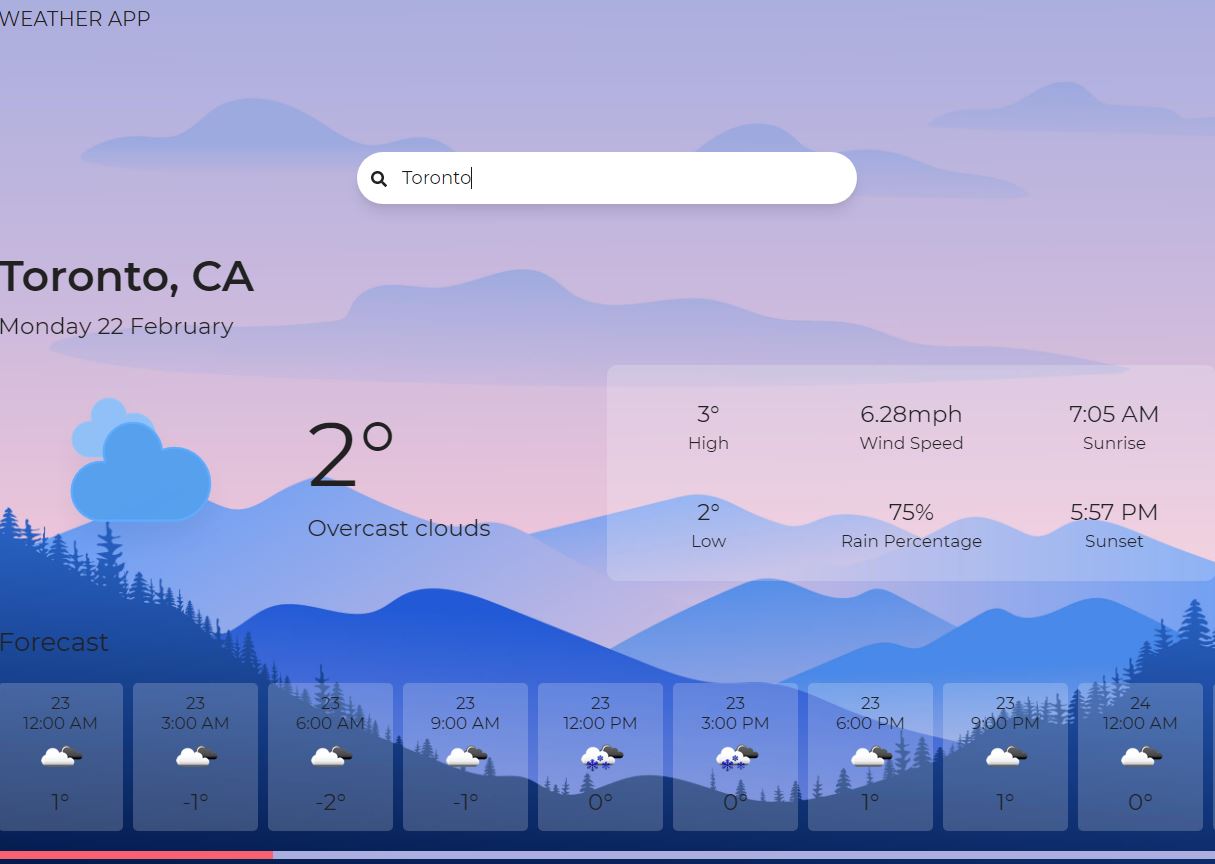 WEATHER APP
Toronto
Toronto, CA
Monday 22 February
2°
Overcast clouds
3°
High
6.28mph
Wind Speed
7:05 AM
Sunrise
2°
Low
75%
Rain Percentage
5:57 PM
Sunset
Forecast
23
12:00 AM
1°
23
3:00 AM
-1°
23
6:00 AM
-2°
23
9:00 AM
-1°
23
12:00 PM
0°
23
3:00 PM
0°
23
6:00 PM
1°
23
9:00 PM
1°
24
12:00 AM
0°